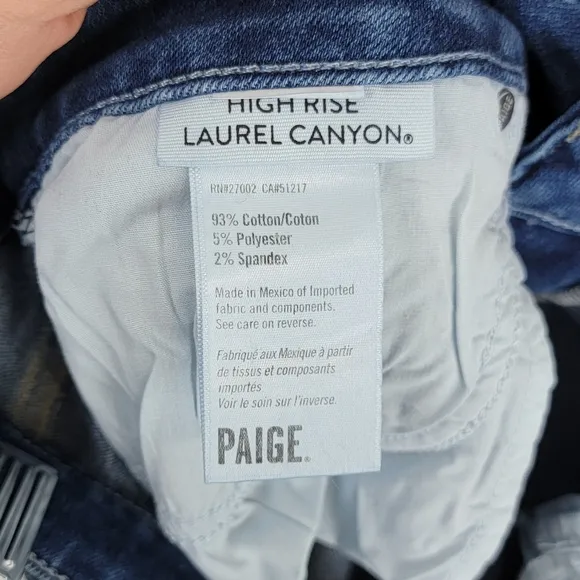 HIGH RISE
LAUREL CANYON®
RN#27002 CA#51217
93% Cotton/Coton
5% Polyester
2% Spandex
Made in Mexico of Imported
fabric and components.
See care on reverse.
Fabriqué aux Mexique à partir
de tissus et composants
importés
Voir le soin sur l'inverse.
PAIGE®